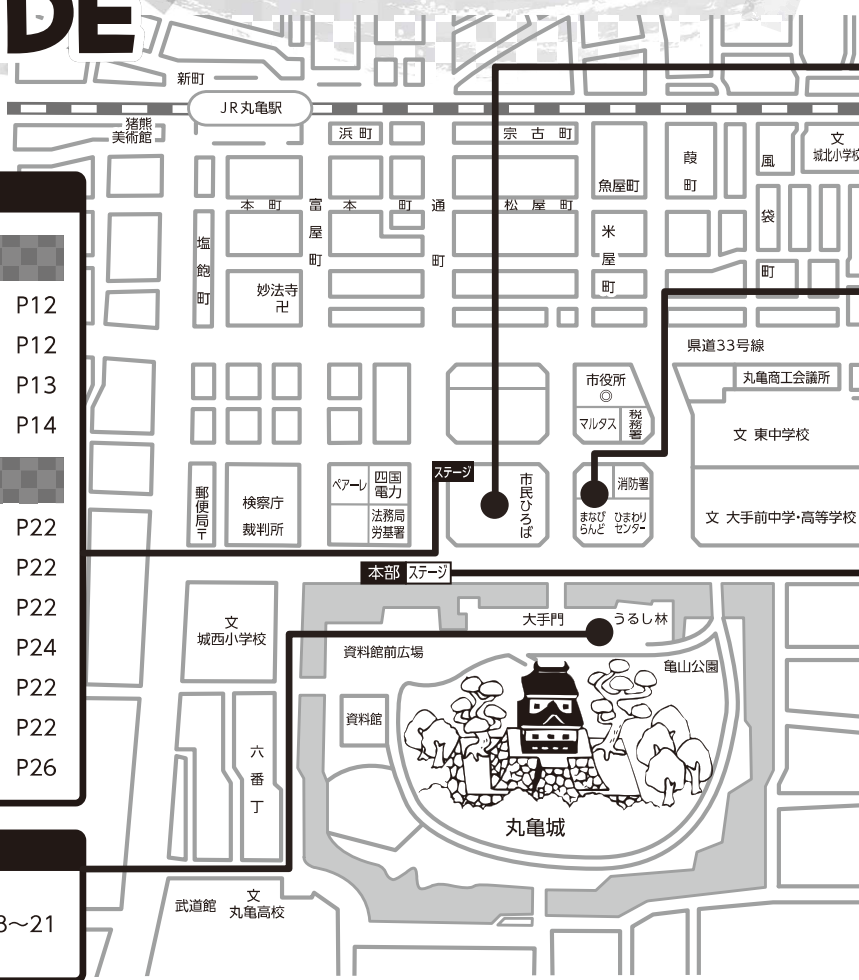 DE
新町
JR丸亀駅
猪熊
美術館
浜町
宗古町
葭町
風袋町
文
城北小学校
魚屋町
本町
富屋町
本町
通町
松屋町
米屋町
塩飽町
妙法寺
卍
P12
P12
P13
P14
県道33号線
市役所
◎
丸亀商工会議所
マルタス
税務署
文 東中学校
ステージ
郵便局〒
検察庁
裁判所
ペアーレ
四国
電力
法務局
労基署
市民ひろば
消防署
まなび
らんど
ひまわり
センター
文 大手前中学・高等学校
P22
P22
P22
P24
P22
P22
P26
本部 ステージ
文
城西小学校
大手門
うるし林
資料館前広場
亀山公園
資料館
六番丁
丸亀城
武道館
文
丸亀高校
〜21